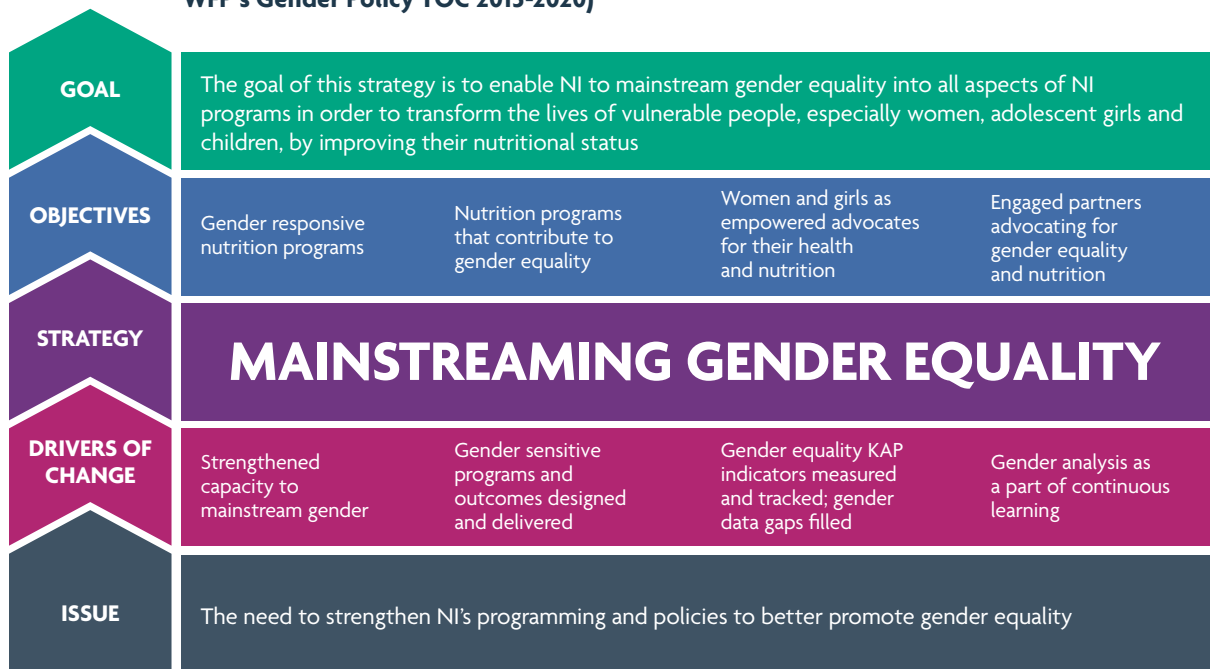 WFP's Gender Policy TOC 2015-2020)
GOAL
The goal of this strategy is to enable NI to mainstream gender equality into all aspects of NI
programs in order to transform the lives of vulnerable people, especially women, adolescent girls and
children, by improving their nutritional status
OBJECTIVES
Gender responsive
nutrition programs
Nutrition programs
that contribute to
gender equality
Women and girls as
empowered advocates
for their health
and nutrition
Engaged partners
advocating for
gender equality
and nutrition
STRATEGY
MAINSTREAMING GENDER EQUALITY
DRIVERS OF
CHANGE
Strengthened
capacity to
mainstream gender
Gender sensitive
programs and
outcomes designed
and delivered
Gender equality KAP
indicators measured
and tracked; gender
data gaps filled
Gender analysis as
a part of continuous
learning
ISSUE
The need to strengthen NI's programming and policies to better promote gender equality